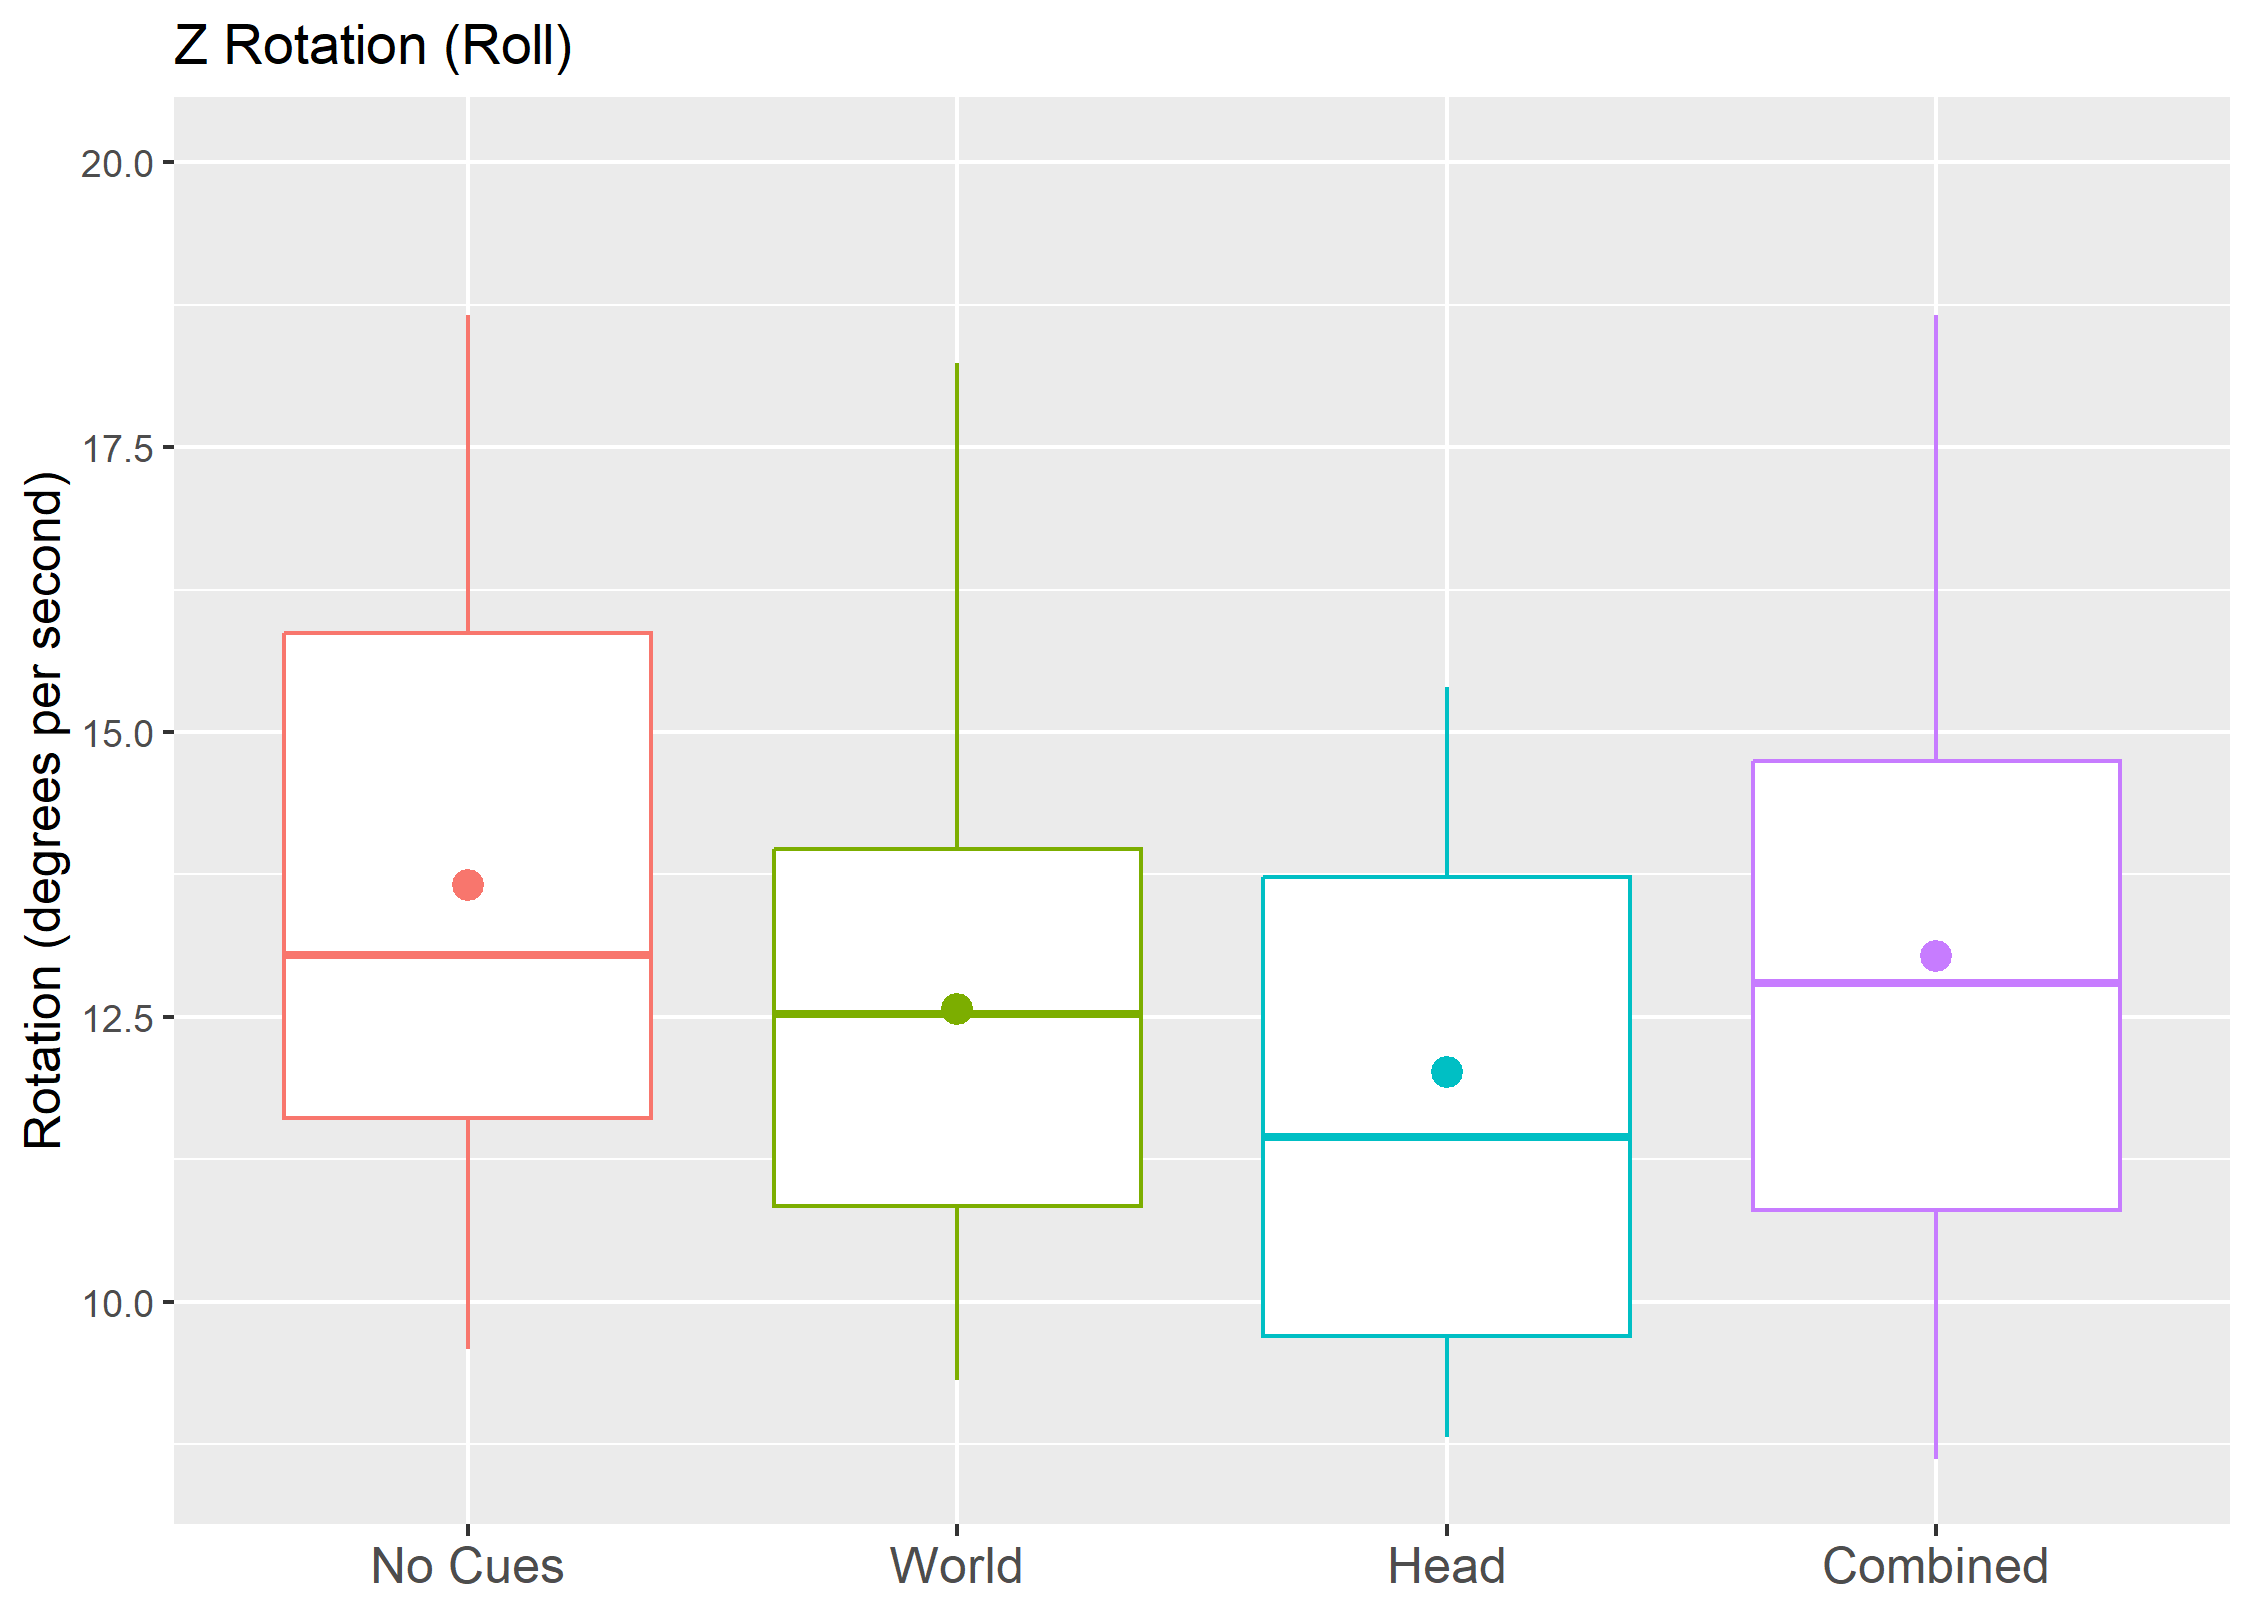 Z Rotation (Roll)
Rotation (degrees per second)
20.0
17.5
15.0
12.5
10.0
No Cues World Head Combined